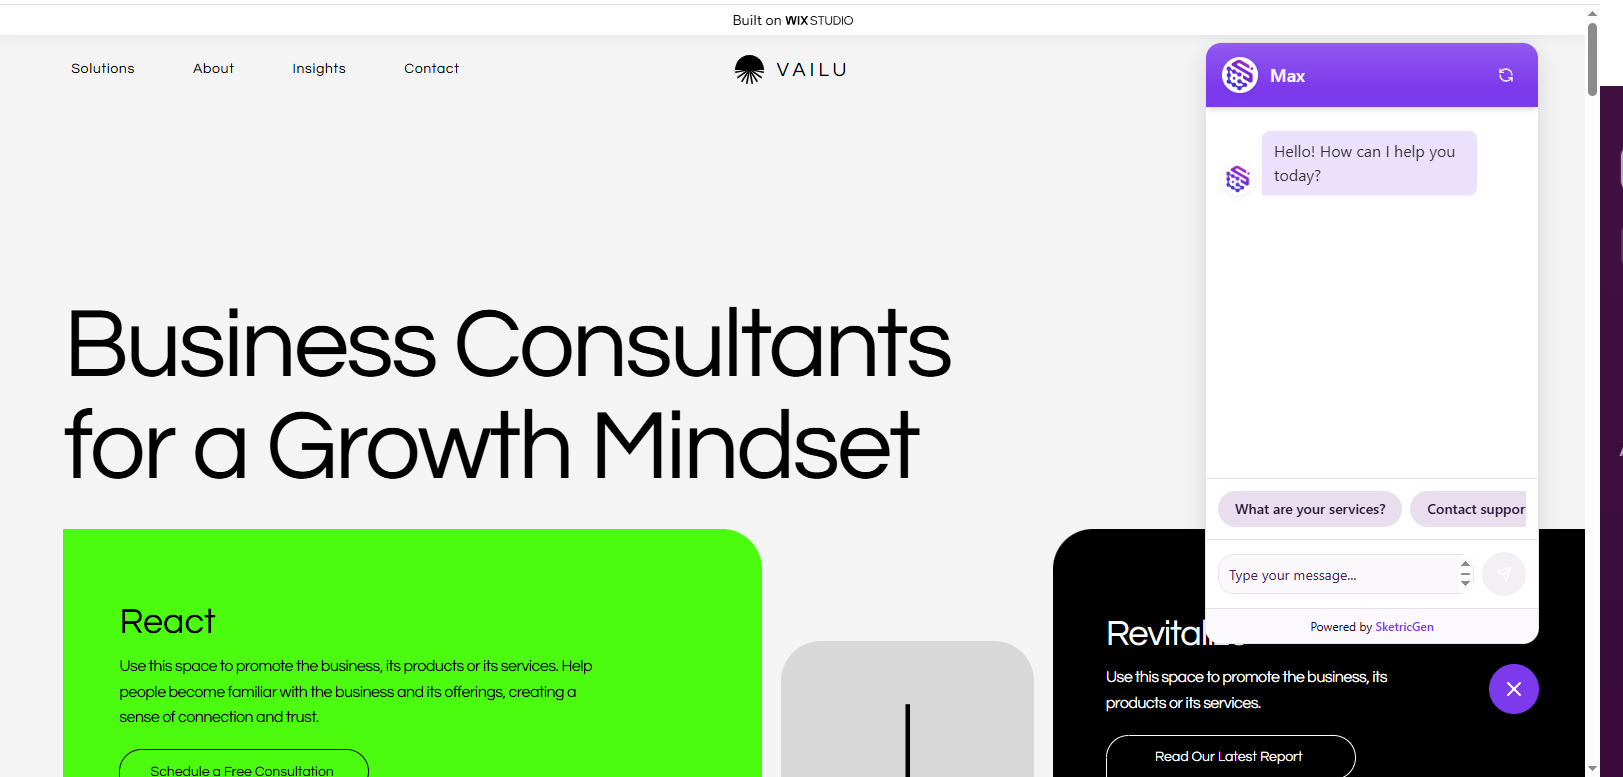 Built on WIX STUDIO
Solutions
About
Insights
Contact
VAILU
Max
Hello! How can I help you
today?
Business Consultants
for a Growth Mindset
What are your services?
Contact suppor
Type your message...
Powered by SketricGen
React
Use this space to promote the business, its products or its services. Help
people become familiar with the business and its offerings, creating a
sense of connection and trust.
Schedule a Free Consultation
Revitalize
Use this space to promote the business, its
products or its services.
Read Our Latest Report